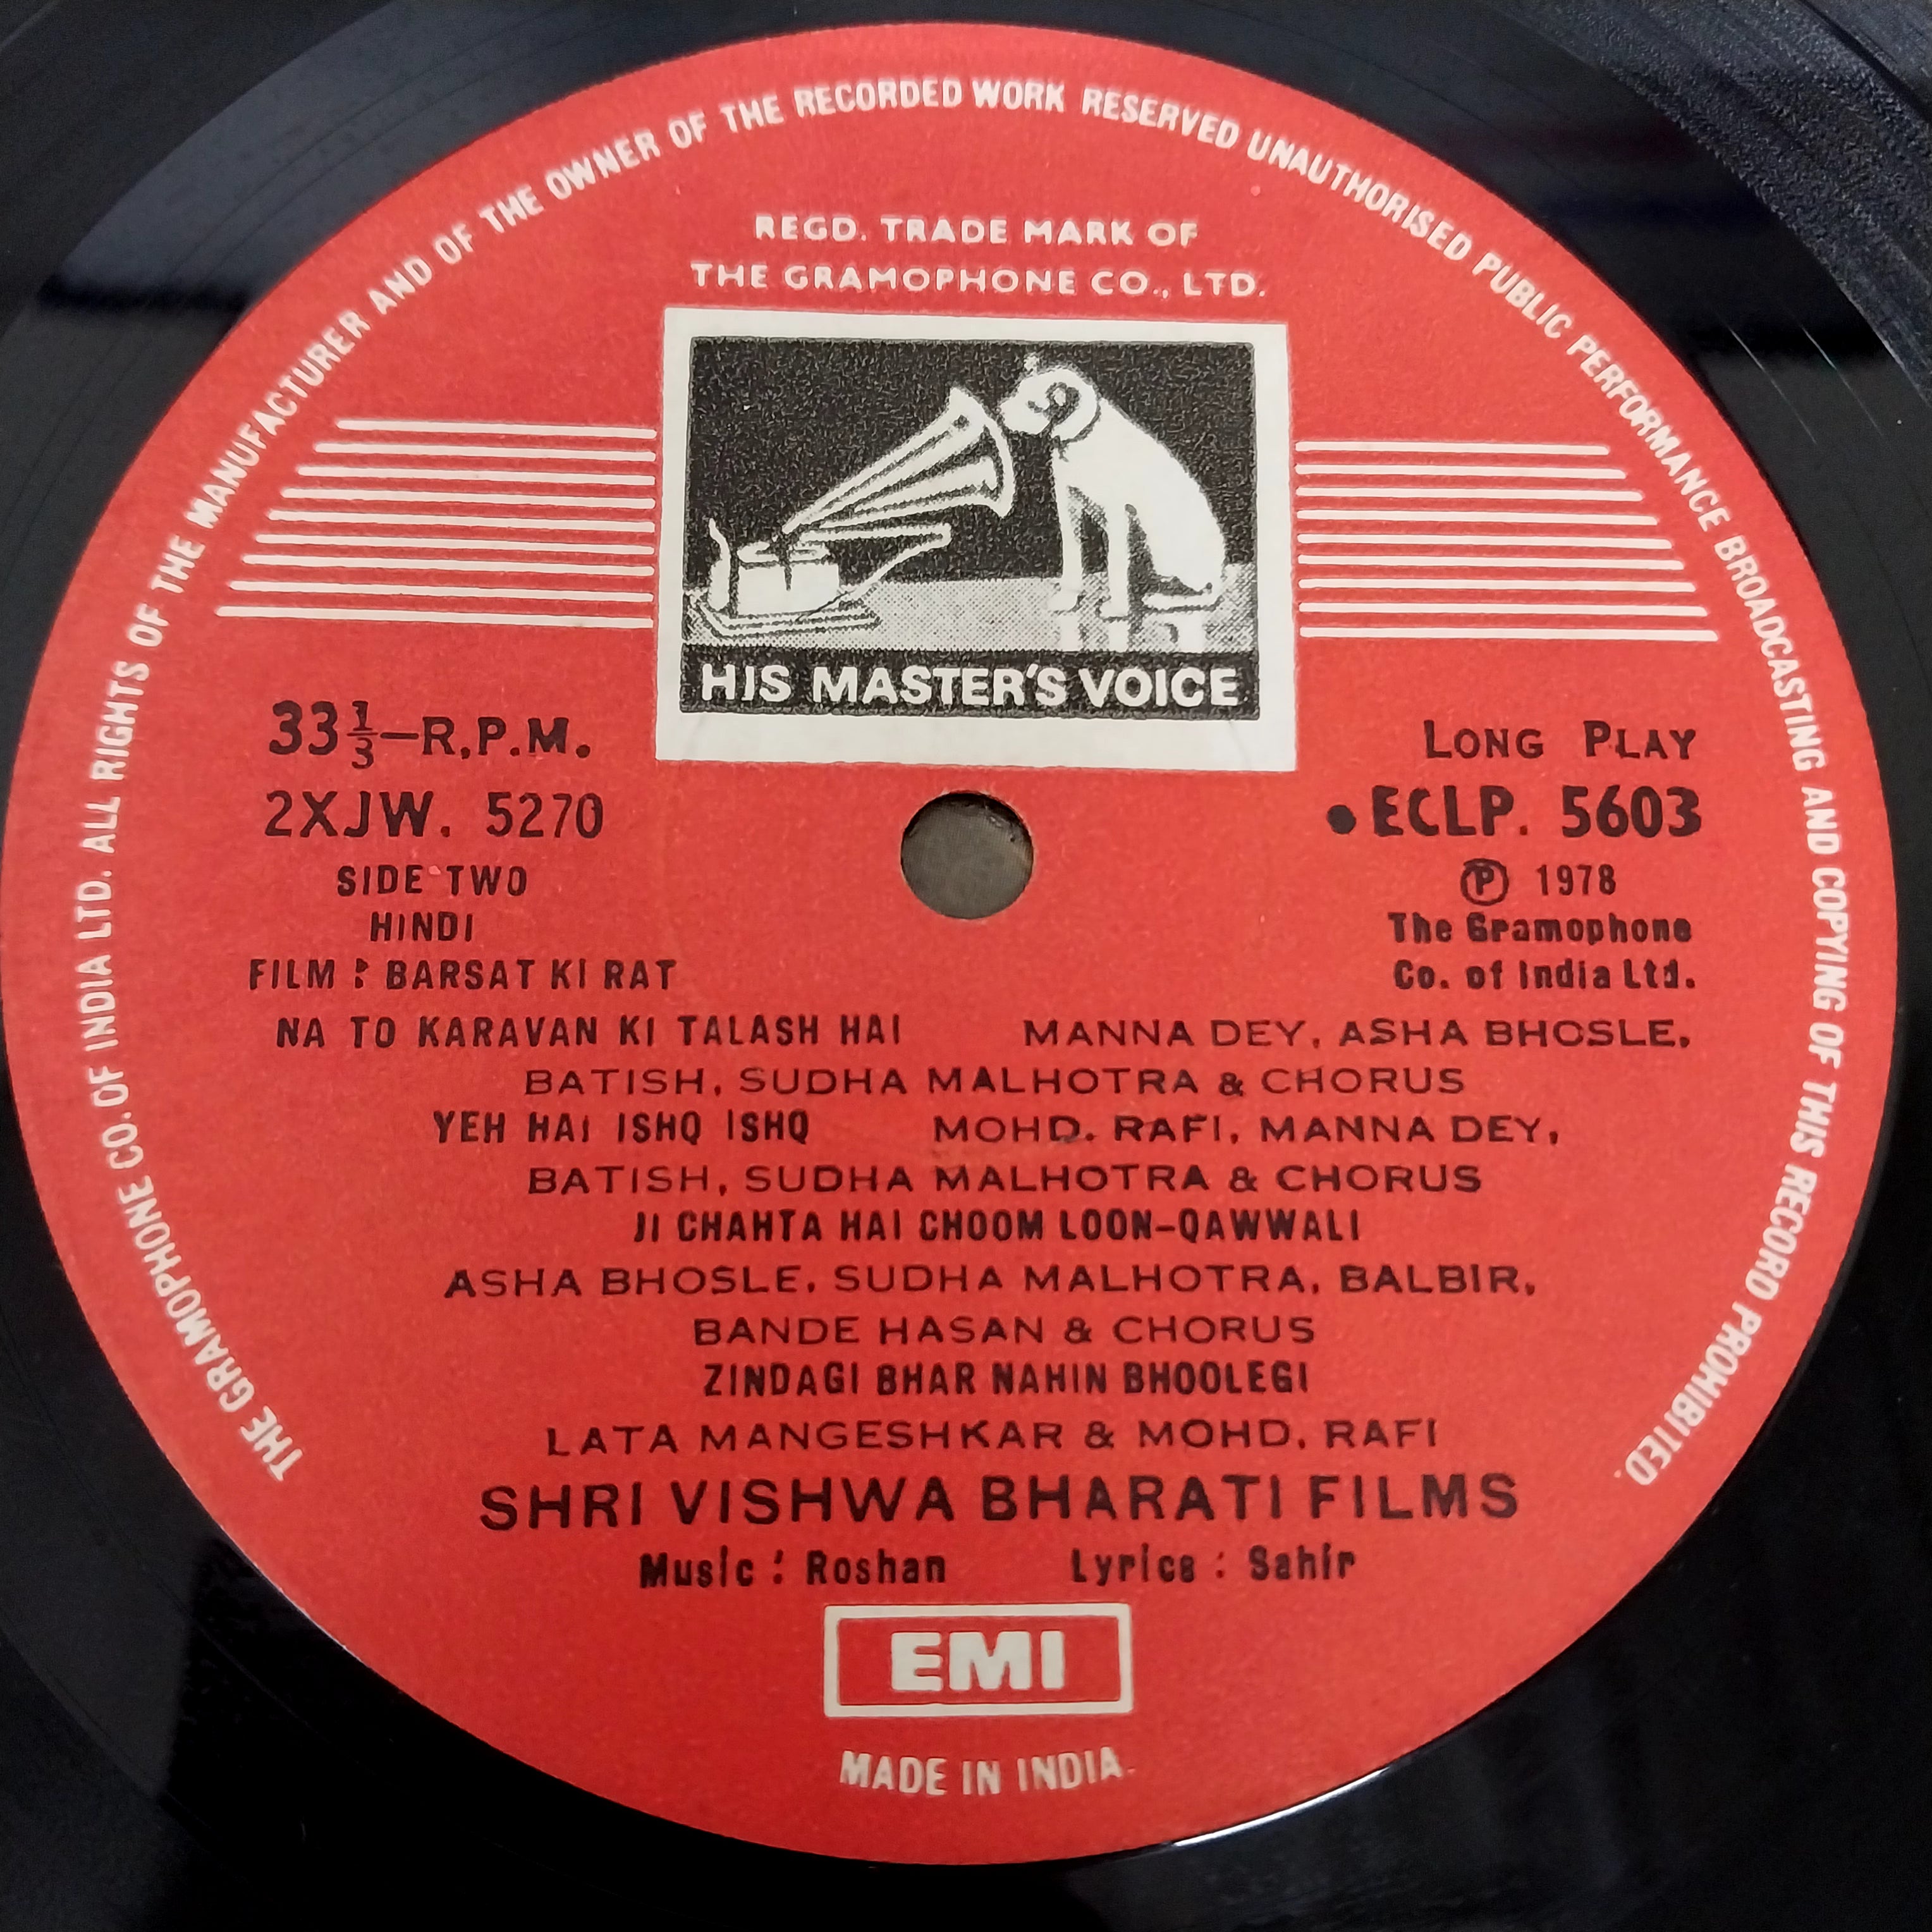 THE GRAMOPHONE CO. OF INDIA LTD. ALL RIGHTS OF THE MANUFACTURER AND OF THE OWNER OF THE RECORDED WORK RESERVED UNAUTHORISED PUBLIC PERFORMANCE BROADCASTING AND COPYING OF THIS RECORD PROHIBITED.
REGD. TRADE MARK OF
THE GRAMOPHONE CO., LTD.
HIS MASTER'S VOICE
33⅓–R.P.M.
2XJW. 5270
SIDE TWO
HINDI
FILM : BARSAT KI RAT
LONG PLAY
•ECLP. 5603
Ⓟ 1978
The Gramophone
Co. of India Ltd.
NA TO KARAVAN KI TALASH HAI MANNA DEY, ASHA BHOSLE,
BATISH, SUDHA MALHOTRA & CHORUS
YEH HAI ISHQ ISHQ MOHD. RAFI, MANNA DEY,
BATISH, SUDHA MALHOTRA & CHORUS
JI CHAHTA HAI CHOOM LOON–QAWWALI
ASHA BHOSLE, SUDHA MALHOTRA, BALBIR,
BANDE HASAN & CHORUS
ZINDAGI BHAR NAHIN BHOOLEGI
LATA MANGESHKAR & MOHD. RAFI
SHRI VISHWA BHARATI FILMS
Music : Roshan Lyrics : Sahir
EMI
MADE IN INDIA.